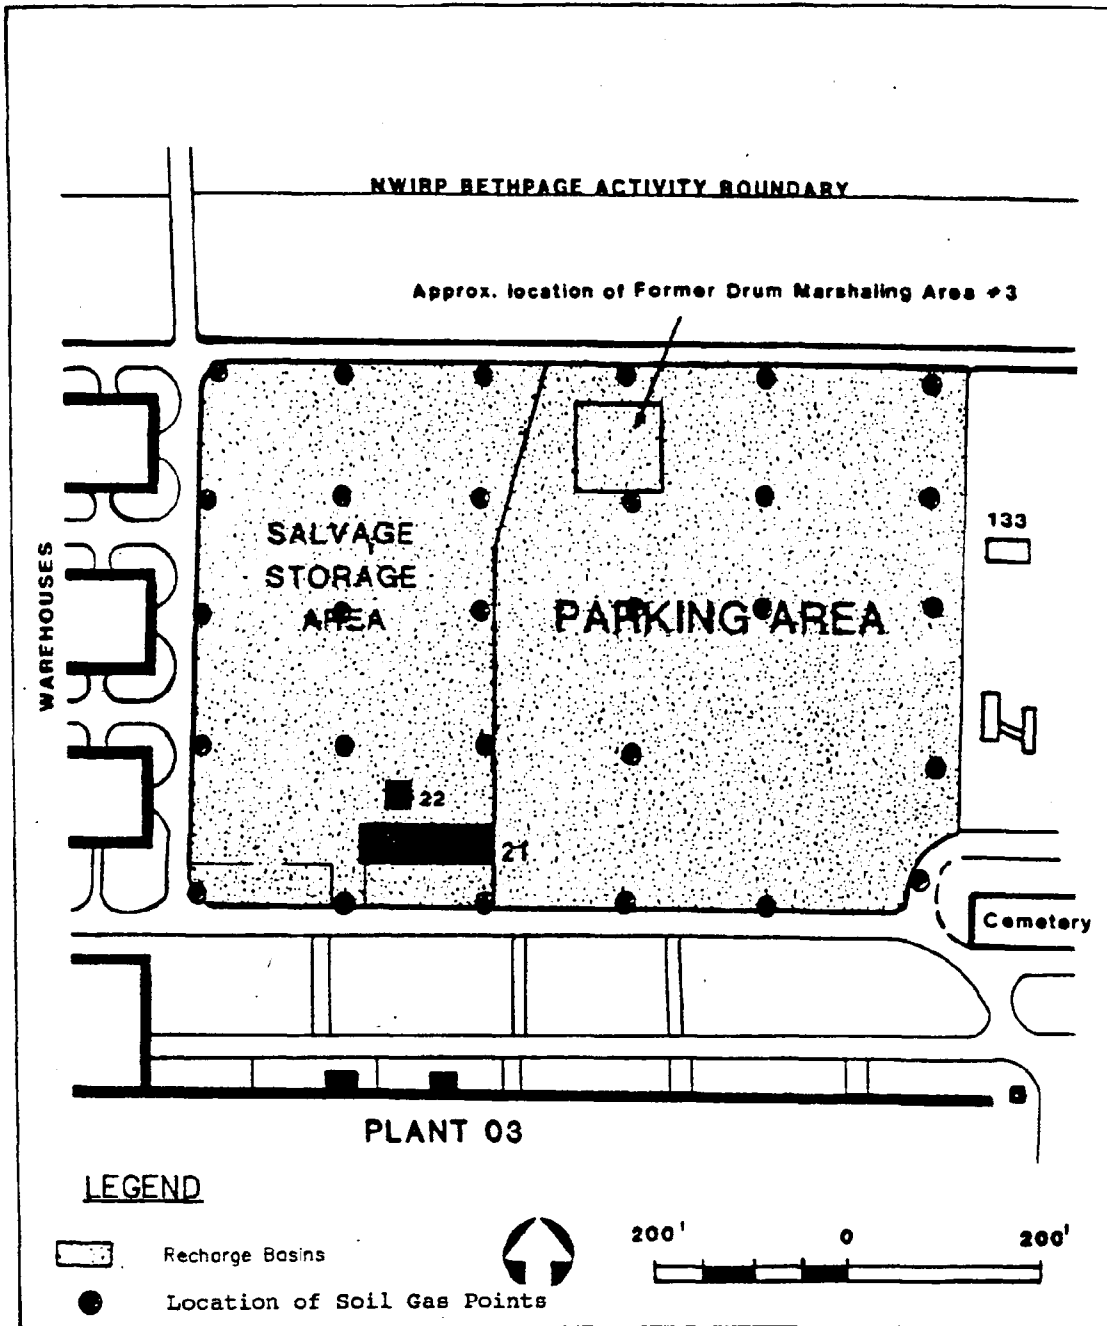 NWIRP BETHPAGE ACTIVITY BOUNDARY
Approx. location of Former Drum Marshaling Area #3
133
SALVAGE
STORAGE
AREA
PARKING AREA
WAREHOUSES
22
21
Cemetery
PLANT 03
LEGEND
Recharge Basins
Location of Soil Gas Points
200' 0 200'